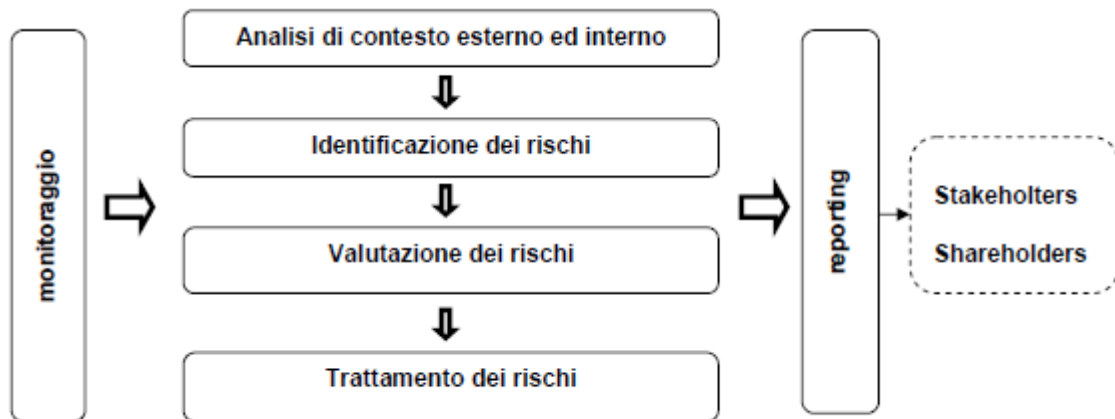 monitoraggio
Analisi di contesto esterno ed interno
Identificazione dei rischi
Valutazione dei rischi
Trattamento dei rischi
reporting
Stakeholters
Shareholders